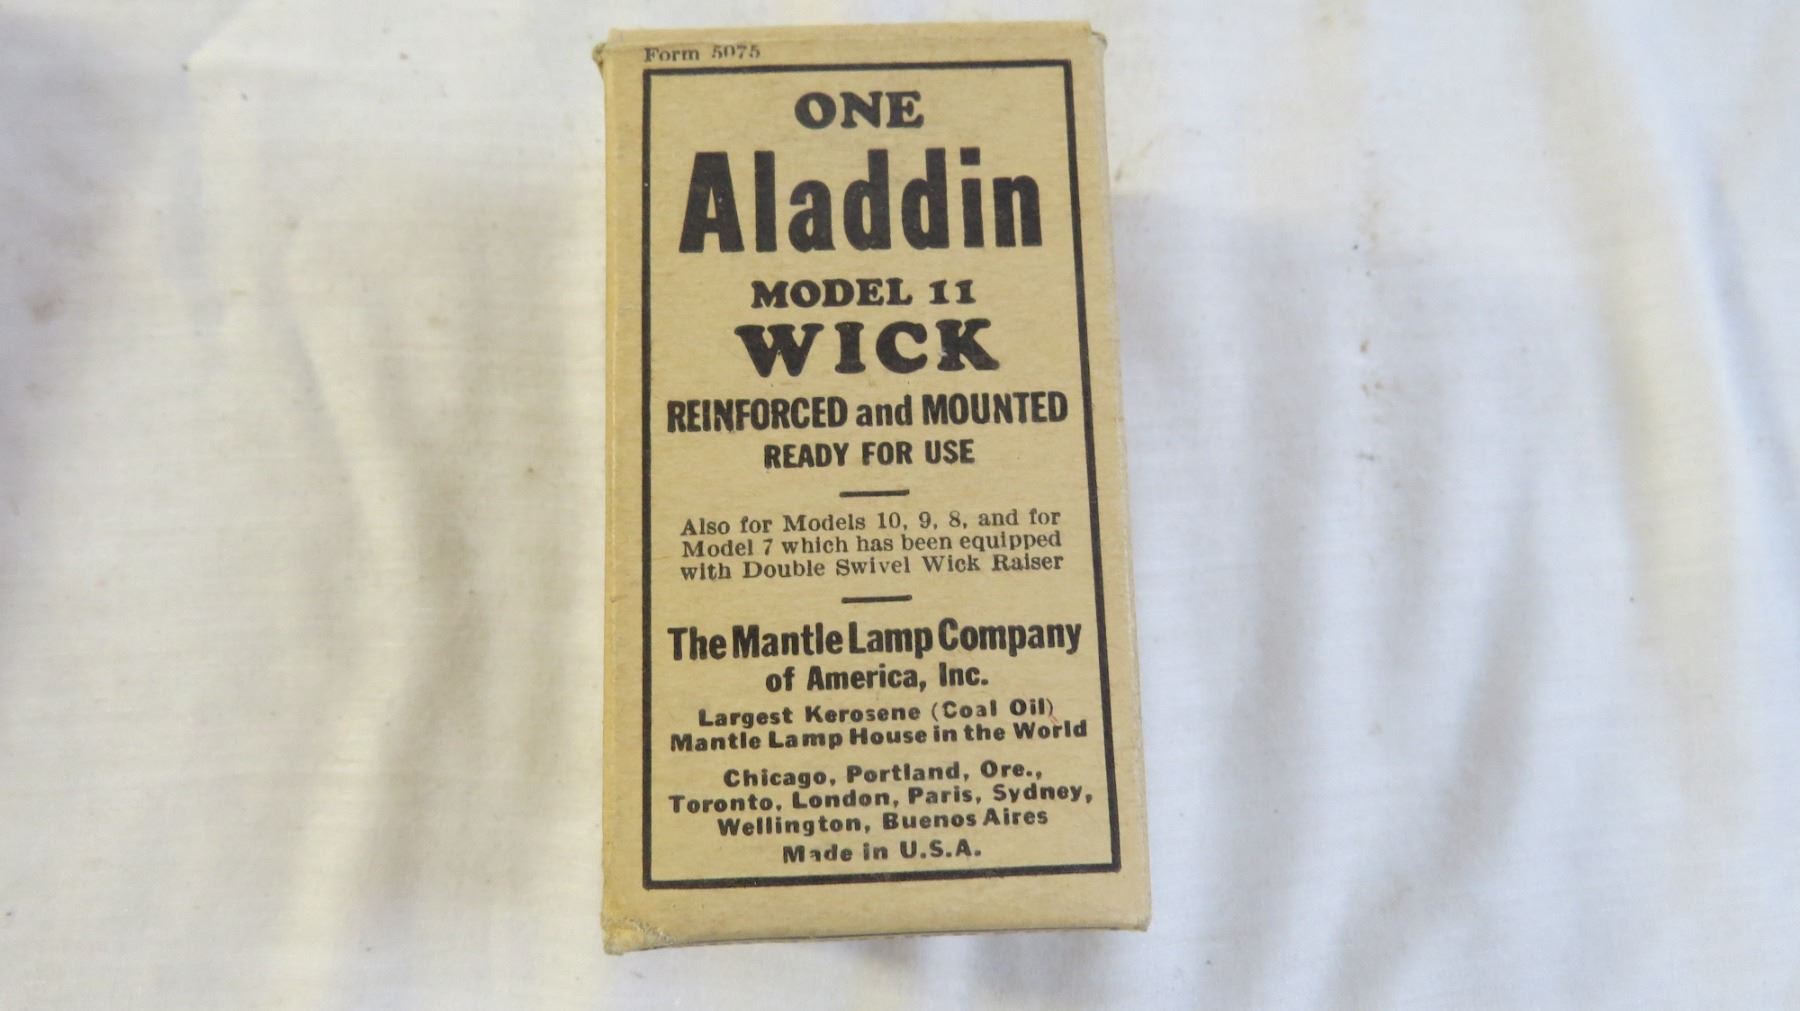 Form 5075
ONE
Aladdin
MODEL 11
WICK
REINFORCED and MOUNTED
READY FOR USE
Also for Models 10, 9, 8, and for
Model 7 which has been equipped
with Double Swivel Wick Raiser
The Mantle Lamp Company
of America, Inc.
Largest Kerosene (Coal Oil)
Mantle Lamp House in the World
Chicago, Portland, Ore.,
Toronto, London, Paris, Sydney,
Wellington, Buenos Aires
Made in U.S.A.